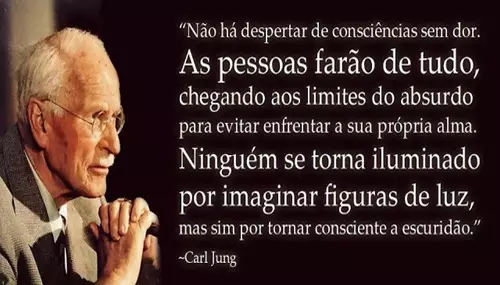 “Não há despertar de consciências sem dor.
As pessoas farão de tudo,
chegando aos limites do absurdo
para evitar enfrentar a sua própria alma.
Ninguém se torna iluminado
por imaginar figuras de luz,
mas sim por tornar consciente a escuridão.”
~Carl Jung